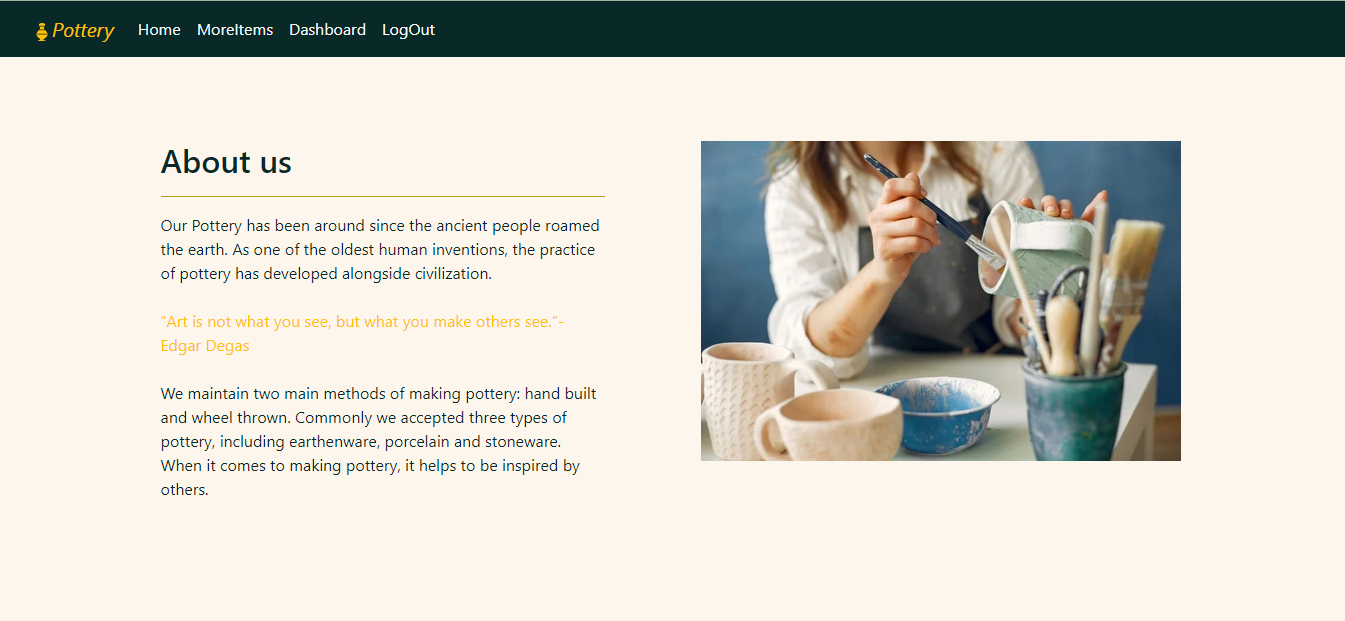 Pottery Home MoreItems Dashboard LogOut
About us
Our Pottery has been around since the ancient people roamed
the earth. As one of the oldest human inventions, the practice
of pottery has developed alongside civilization.
“Art is not what you see, but what you make others see.”-
Edgar Degas
We maintain two main methods of making pottery: hand built
and wheel thrown. Commonly we accepted three types of
pottery, including earthenware, porcelain and stoneware.
When it comes to making pottery, it helps to be inspired by
others.